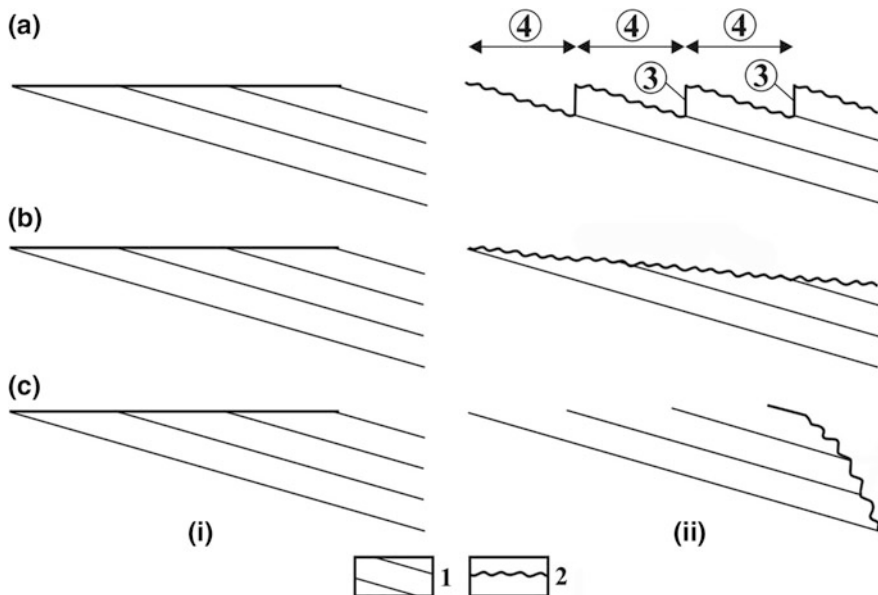 (a)
④ ④ ④
③ ③
(b)
(c)
(i) (ii)
1 2